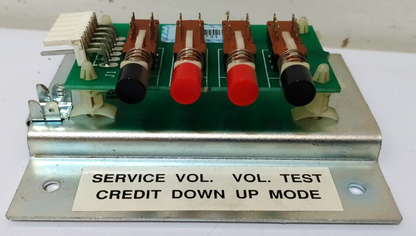 SERVICE VOL. VOL. TEST
CREDIT DOWN UP MODE